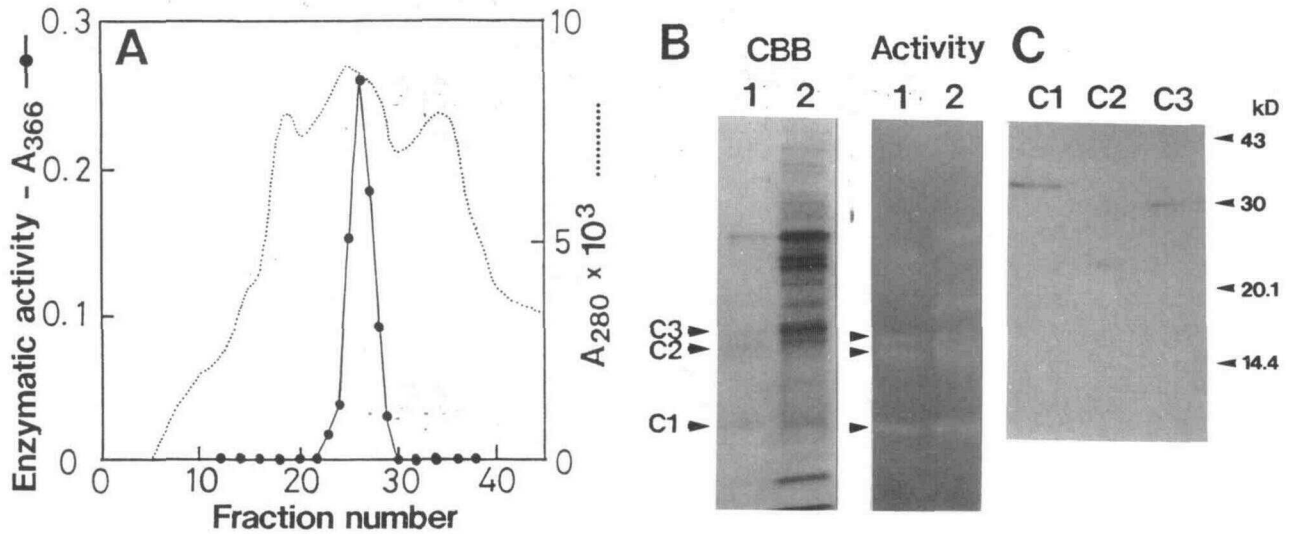 A
Enzymatic activity - A366
0.3
0.2
0.1
0
0 10 20 30 40
Fraction number
10
5
0
A280 x 10^3
B
CBB
1 2
Activity
1 2
C3
C2
C1
C
C1 C2 C3
kD
43
30
20.1
14.4